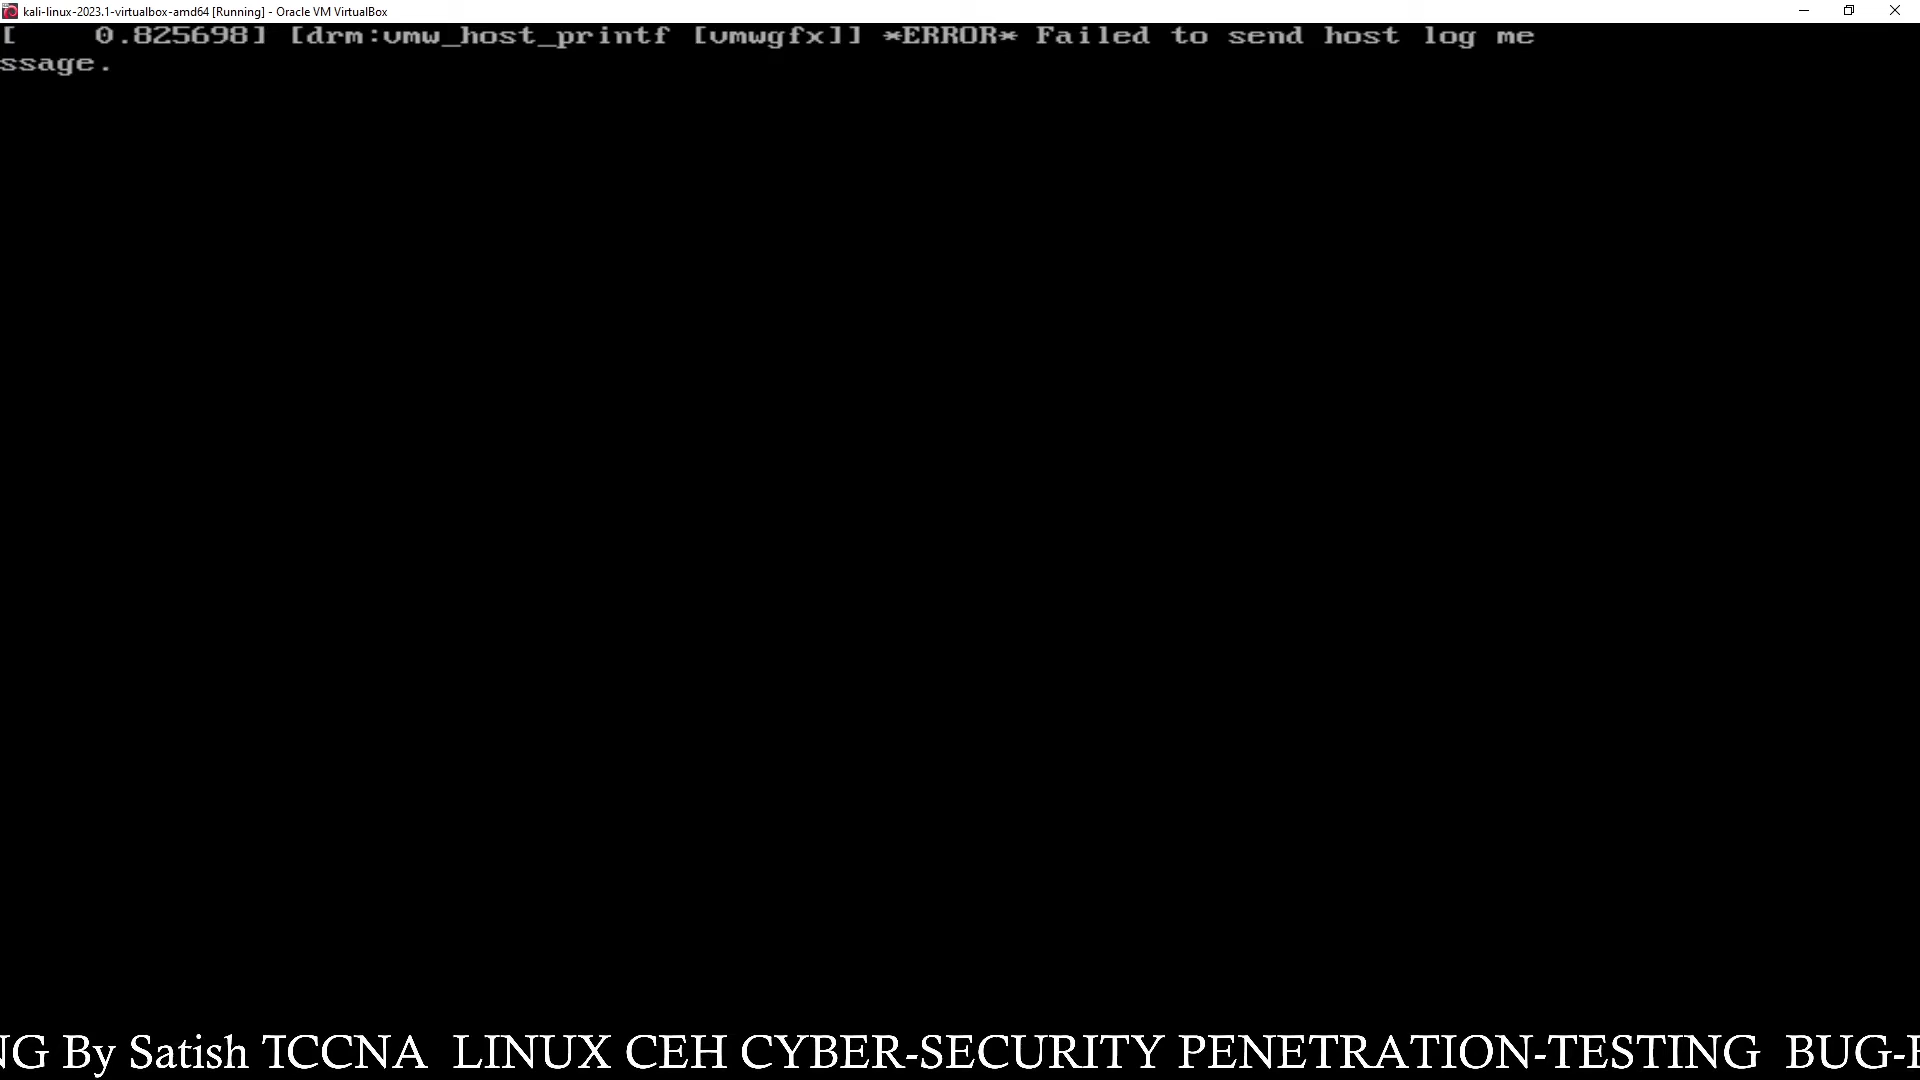 kali-linux-2023.1-virtualbox-amd64 [Running] - Oracle VM VirtualBox
[    0.825698] [drm:vmw_host_printf [vmwgfx]] *ERROR* Failed to send host log me
ssage.
NG By Satish TCCNA  LINUX CEH CYBER-SECURITY PENETRATION-TESTING  BUG-